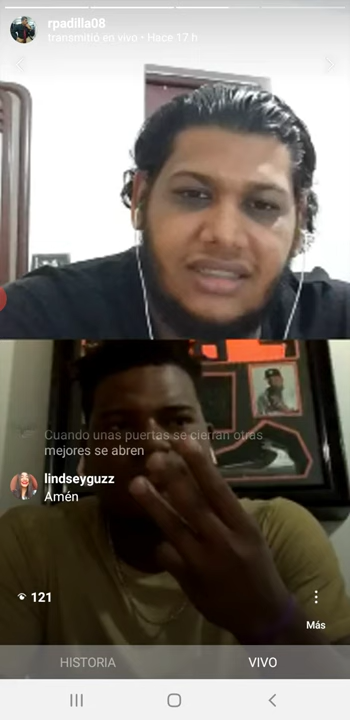 rpadilla08
transmitió en vivo • Hace 17 h
Cuando unas puertas se cierran otras
mejores se abren
lindseyguzz
Amén
121
Más
HISTORIA
VIVO